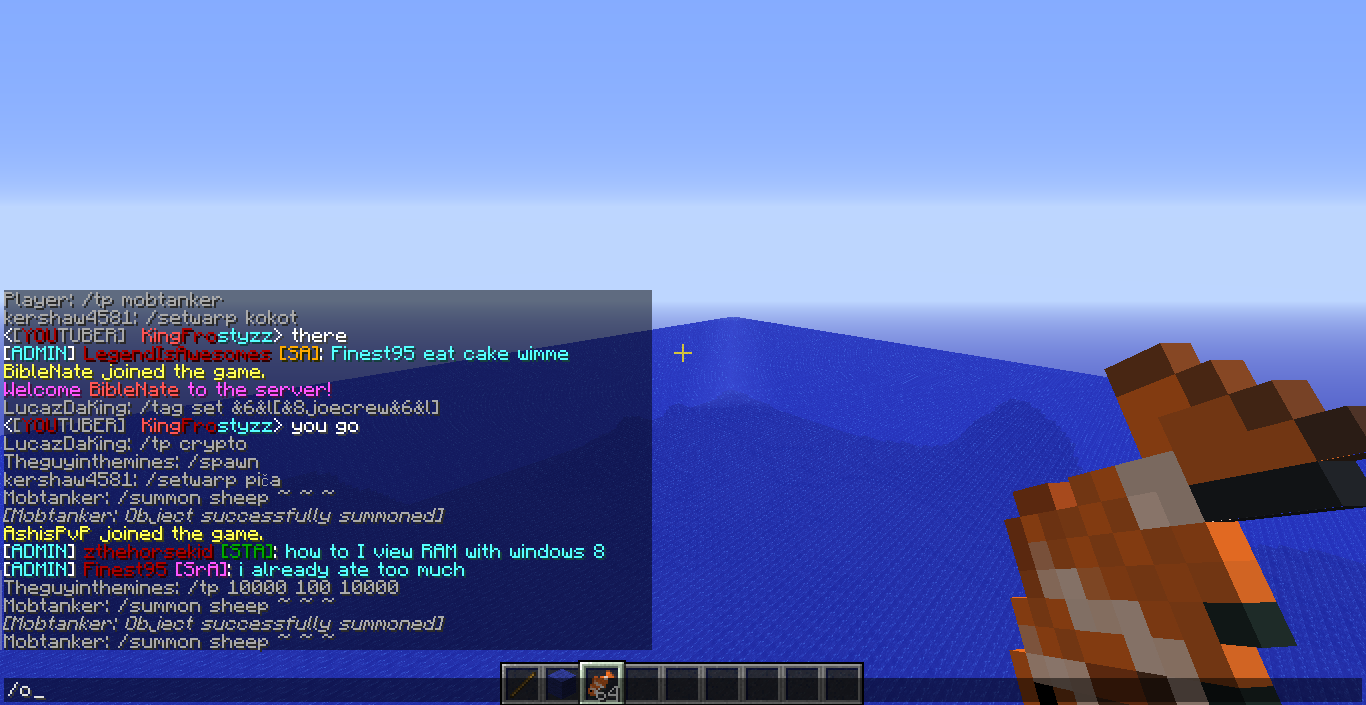 Player: /tp mobtanker
kershaw4581: /setwarp kokot
<[YOUTUBER] KingFrostyzz> there
[ADMIN] LegendIsAwesomes [SA]: Finest95 eat cake wimme
BibleNate joined the game.
Welcome BibleNate to the server!
LucazDaKing: /tag set &6&l[&8joecrew&6&l]
<[YOUTUBER] KingFrostyzz> you go
LucazDaKing: /tp crypto
Theguyinthemines: /spawn
kershaw4581: /setwarp piča
Mobtanker: /summon sheep ~ ~ ~
[Mobtanker: Object successfully summoned]
AshisPvP joined the game.
[ADMIN] zthehorsekid [STA]: how to I view RAM with windows 8
[ADMIN] Finest95 [SrA]: i already ate too much
Theguyinthemines: /tp 10000 100 10000
Mobtanker: /summon sheep ~ ~ ~
[Mobtanker: Object successfully summoned]
Mobtanker: /summon sheep ~ ~ ~
64
/o_